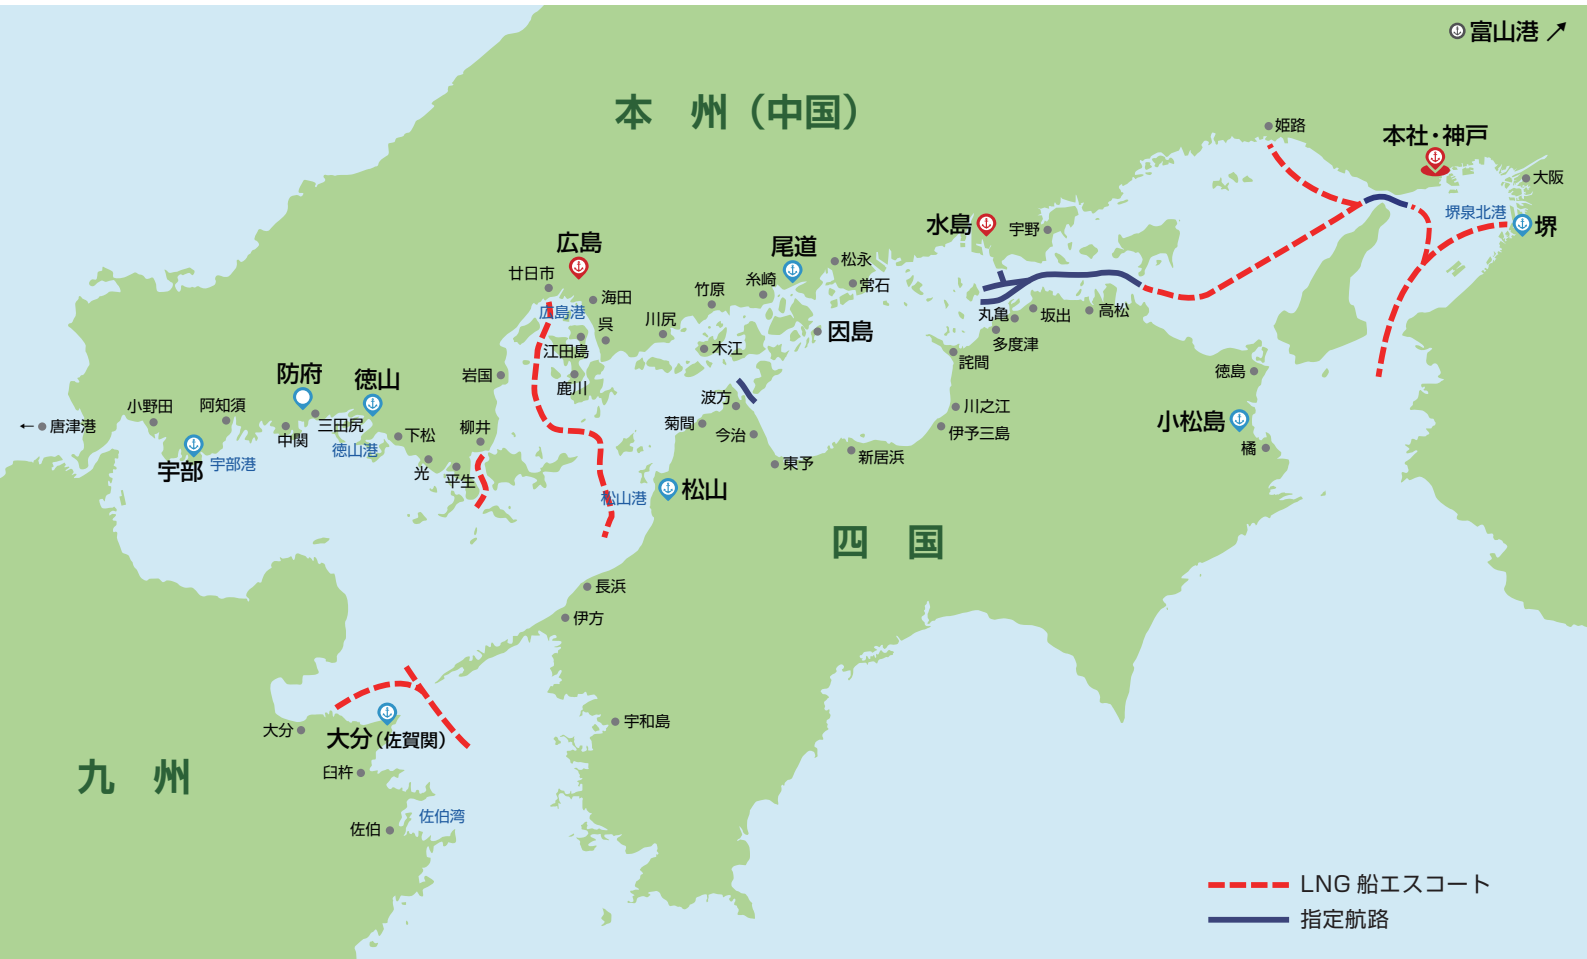 富山港
本 州（中国）
姫路
本社・神戸
大阪
堺泉北港
堺
水島
宇野
広島
尾道
松永
廿日市
糸崎
常石
竹原
海田
広島港
呉
川尻
因島
丸亀
坂出
高松
江田島
木江
多度津
詫間
防府
徳山
岩国
鹿川
徳島
小野田
阿知須
波方
川之江
小松島
唐津港
三田尻
柳井
菊間
今治
伊予三島
中関
下松
徳山港
橘
宇部
宇部港
光
平生
東予
新居浜
松山港
松山
四 国
長浜
伊方
大分
大分（佐賀関）
宇和島
九 州
臼杵
佐伯湾
佐伯
LNG 船エスコート
指定航路